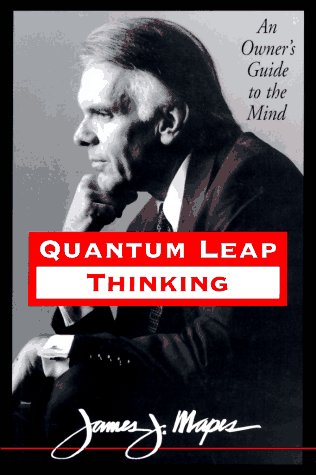 An
Owner's
Guide
to the
Mind
QUANTUM LEAP
THINKING
James J. Mapes